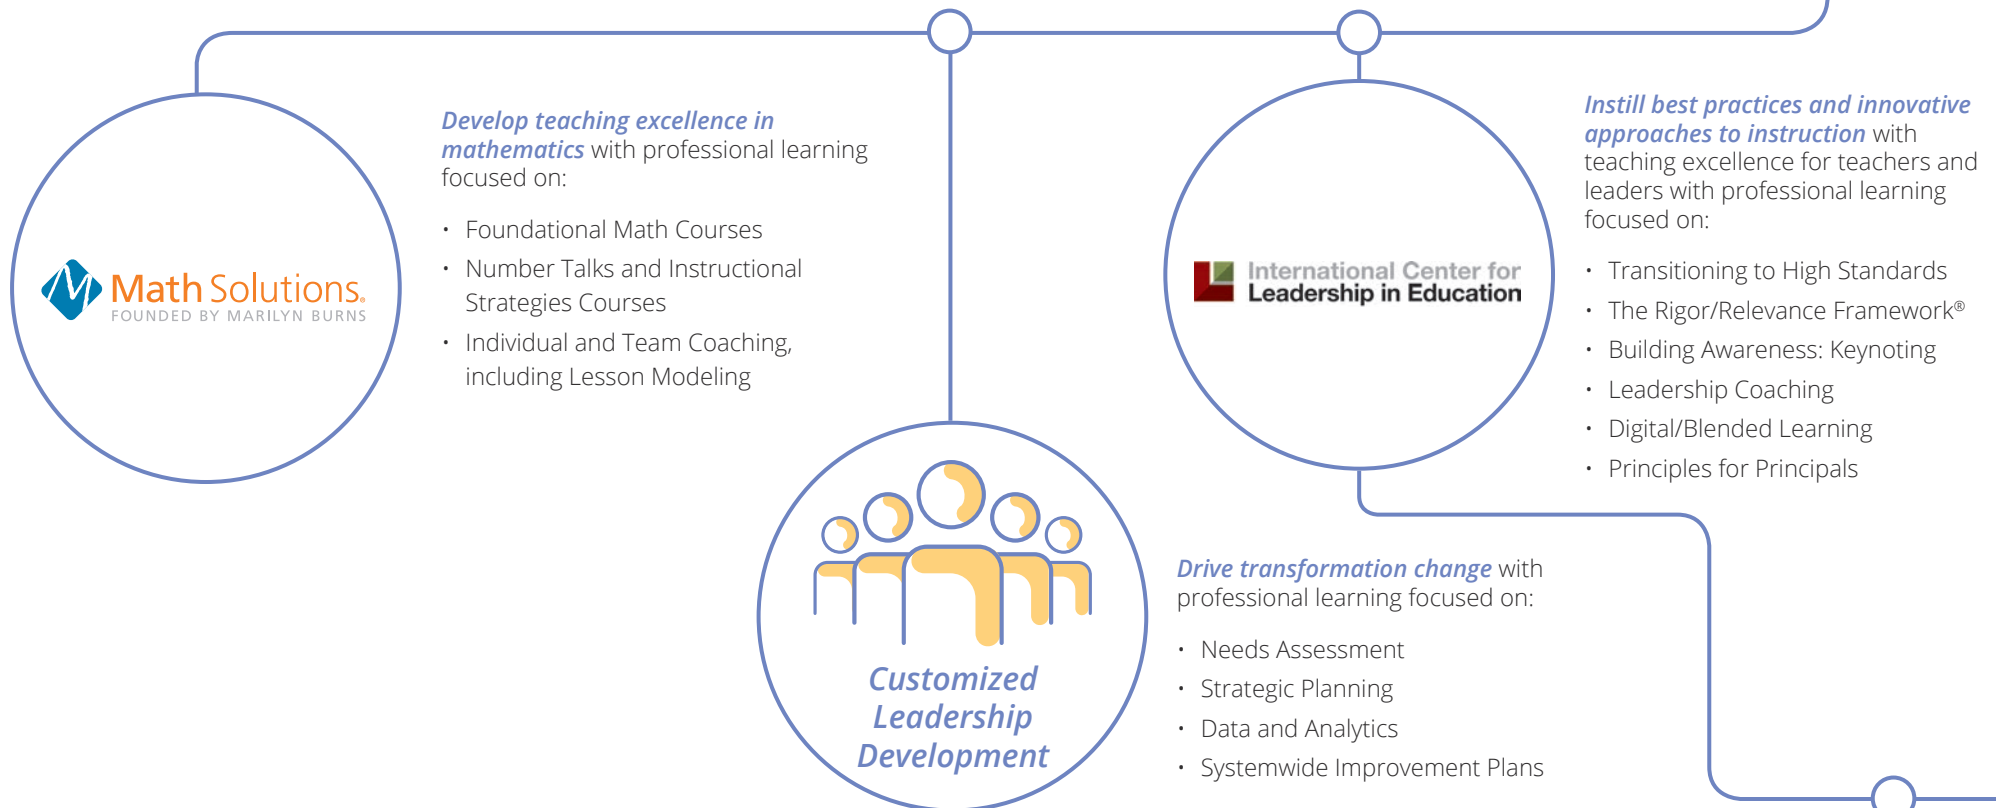 Develop teaching excellence in
mathematics with professional learning
focused on:
• Foundational Math Courses
• Number Talks and Instructional
Strategies Courses
• Individual and Team Coaching,
including Lesson Modeling
Math Solutions.
FOUNDED BY MARILYN BURNS
International Center for
Leadership in Education
Instill best practices and innovative
approaches to instruction with
teaching excellence for teachers and
leaders with professional learning
focused on:
• Transitioning to High Standards
• The Rigor/Relevance Framework®
• Building Awareness: Keynoting
• Leadership Coaching
• Digital/Blended Learning
• Principles for Principals
Customized
Leadership
Development
Drive transformation change with
professional learning focused on:
• Needs Assessment
• Strategic Planning
• Data and Analytics
• Systemwide Improvement Plans